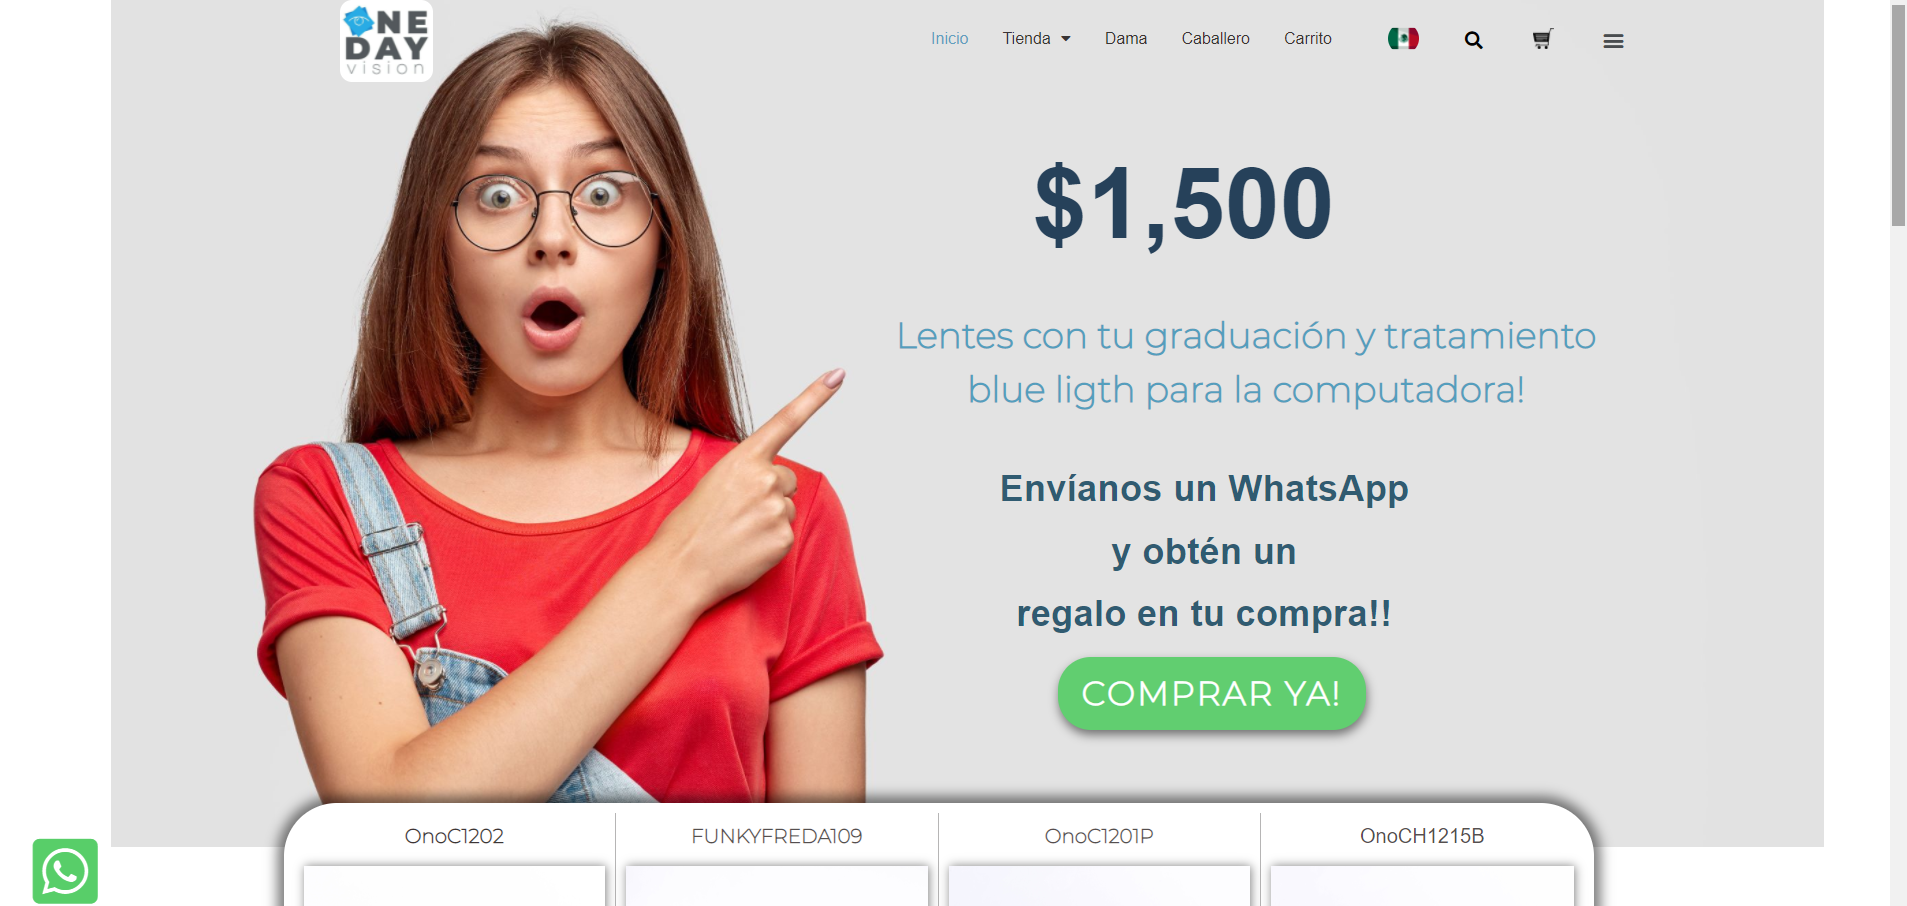 ONE
DAY
vision
Inicio
Tienda
Dama
Caballero
Carrito
$1,500
Lentes con tu graduación y tratamiento
blue ligth para la computadora!
Envíanos un WhatsApp
y obtén un
regalo en tu compra!!
COMPRAR YA!
OnoC1202
FUNKYFREDA109
OnoC1201P
OnoCH1215B